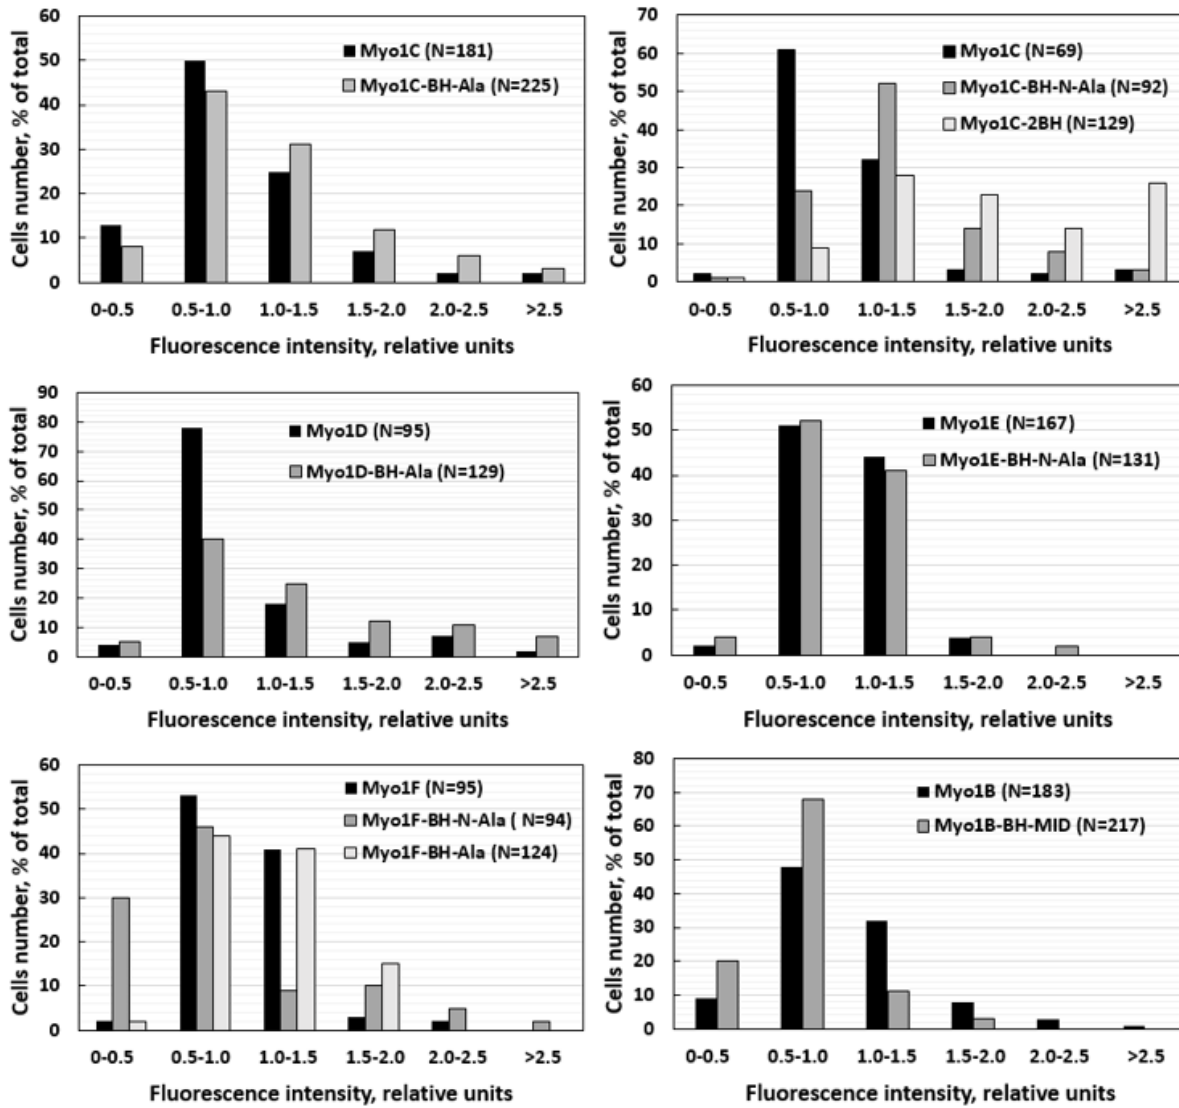 Cells number, % of total
60
50
40
30
20
10
0
Myo1C (N=181)
Myo1C-BH-Ala (N=225)
0-0.5 0.5-1.0 1.0-1.5 1.5-2.0 2.0-2.5 >2.5
Fluorescence intensity, relative units
Cells number, % of total
70
60
50
40
30
20
10
0
Myo1C (N=69)
Myo1C-BH-N-Ala (N=92)
Myo1C-2BH (N=129)
0-0.5 0.5-1.0 1.0-1.5 1.5-2.0 2.0-2.5 >2.5
Fluorescence intensity, relative units
Cells number, % of total
90
80
70
60
50
40
30
20
10
0
Myo1D (N=95)
Myo1D-BH-Ala (N=129)
0-0.5 0.5-1.0 1.0-1.5 1.5-2.0 2.0-2.5 >2.5
Fluorescence intensity, relative units
Cells number, % of total
60
50
40
30
20
10
0
Myo1E (N=167)
Myo1E-BH-N-Ala (N=131)
0-0.5 0.5-1.0 1.0-1.5 1.5-2.0 2.0-2.5 >2.5
Fluorescence intensity, relative units
Cells number, % of total
60
50
40
30
20
10
0
Myo1F (N=95)
Myo1F-BH-N-Ala ( N=94)
Myo1F-BH-Ala (N=124)
0-0.5 0.5-1.0 1.0-1.5 1.5-2.0 2.0-2.5 >2.5
Fluorescence intensity, relative units
Cells number, % of total
80
70
60
50
40
30
20
10
0
Myo1B (N=183)
Myo1B-BH-MID (N=217)
0-0.5 0.5-1.0 1.0-1.5 1.5-2.0 2.0-2.5 >2.5
Fluorescence intensity, relative units